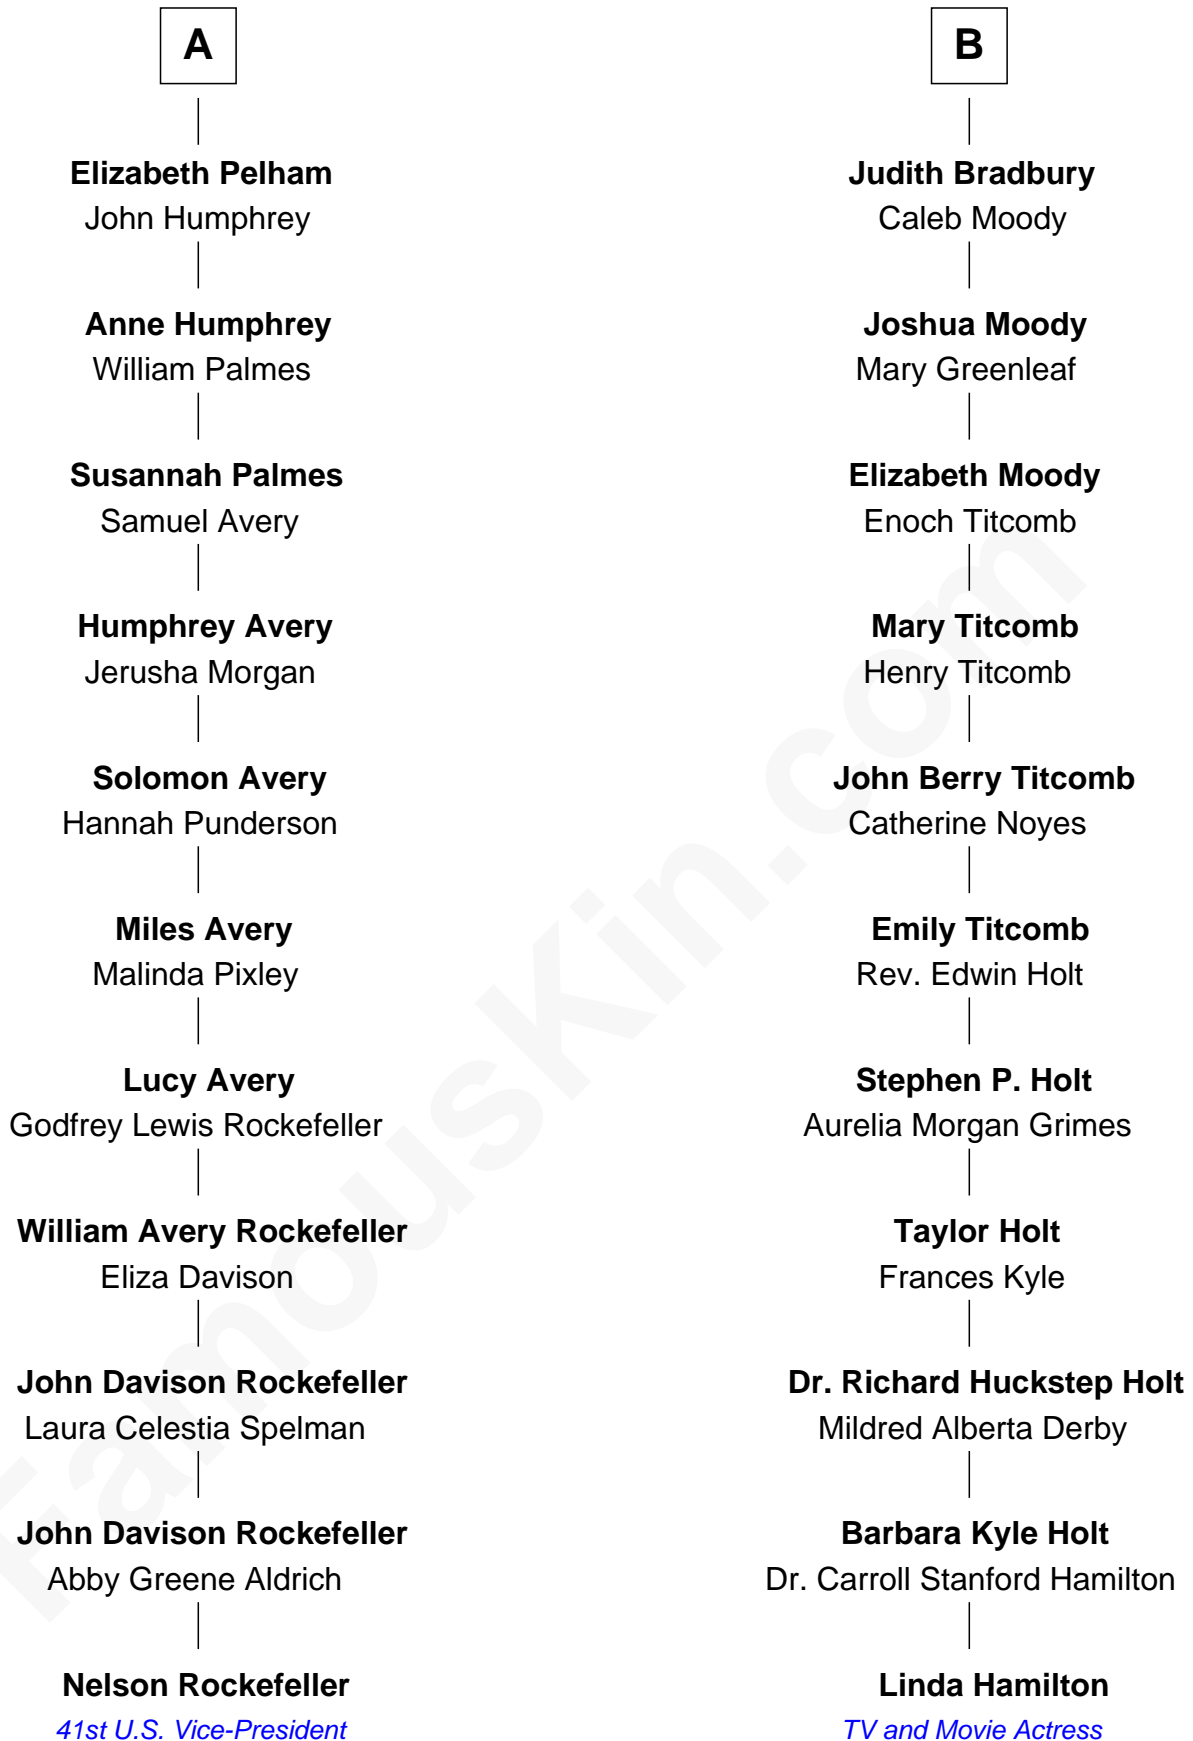 A
Elizabeth Pelham
John Humphrey
Anne Humphrey
William Palmes
Susannah Palmes
Samuel Avery
Humphrey Avery
Jerusha Morgan
Solomon Avery
Hannah Punderson
Miles Avery
Malinda Pixley
Lucy Avery
Godfrey Lewis Rockefeller
William Avery Rockefeller
Eliza Davison
John Davison Rockefeller
Laura Celestia Spelman
John Davison Rockefeller
Abby Greene Aldrich
Nelson Rockefeller
41st U.S. Vice-President
B
Judith Bradbury
Caleb Moody
Joshua Moody
Mary Greenleaf
Elizabeth Moody
Enoch Titcomb
Mary Titcomb
Henry Titcomb
John Berry Titcomb
Catherine Noyes
Emily Titcomb
Rev. Edwin Holt
Stephen P. Holt
Aurelia Morgan Grimes
Taylor Holt
Frances Kyle
Dr. Richard Huckstep Holt
Mildred Alberta Derby
Barbara Kyle Holt
Dr. Carroll Stanford Hamilton
Linda Hamilton
TV and Movie Actress
FamousKin.com